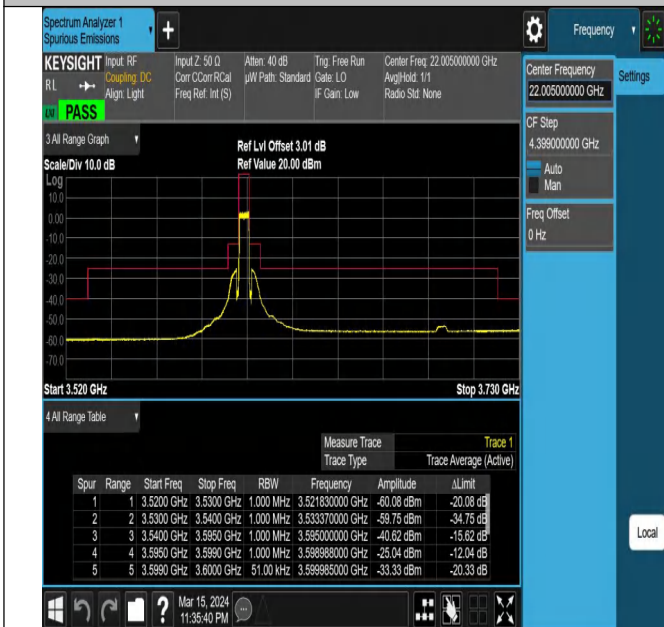 Spectrum Analyzer 1
Spurious Emissions
+
Frequency
KEYSIGHT Input: RF Input Z: 50 Ω Atten: 40 dB Trig: Free Run Center Freq: 22.005000000 GHz
RL Coupling: DC Corr CCorr RCal µW Path: Standard Gate: LO Avg|Hold: 1/1
Align: Light Freq Ref: Int (S) IF Gain: Low Radio Std: None
PASS
Center Frequency
22.005000000 GHz
Settings
CF Step
4.399000000 GHz
Auto
Man
Freq Offset
0 Hz
3 All Range Graph
Ref Lvl Offset 3.01 dB
Scale/Div 10.0 dB Ref Value 20.00 dBm
Log
10.0
0.00
-10.0
-20.0
-30.0
-40.0
-50.0
-60.0
-70.0
Start 3.520 GHz Stop 3.730 GHz
4 All Range Table
Measure Trace Trace 1
Trace Type Trace Average (Active)
Spur Range Start Freq Stop Freq RBW Frequency Amplitude ΔLimit
1 1 3.5200 GHz 3.5300 GHz 1.000 MHz 3.521830000 GHz -60.08 dBm -20.08 dB
2 2 3.5300 GHz 3.5400 GHz 1.000 MHz 3.533370000 GHz -59.75 dBm -34.75 dB
3 3 3.5400 GHz 3.5950 GHz 1.000 MHz 3.595000000 GHz -40.62 dBm -15.62 dB
4 4 3.5950 GHz 3.5990 GHz 1.000 MHz 3.598988000 GHz -25.04 dBm -12.04 dB
5 5 3.5990 GHz 3.6000 GHz 51.00 kHz 3.599985000 GHz -33.33 dBm -20.33 dB
Local
?
Mar 15, 2024
11:35:40 PM